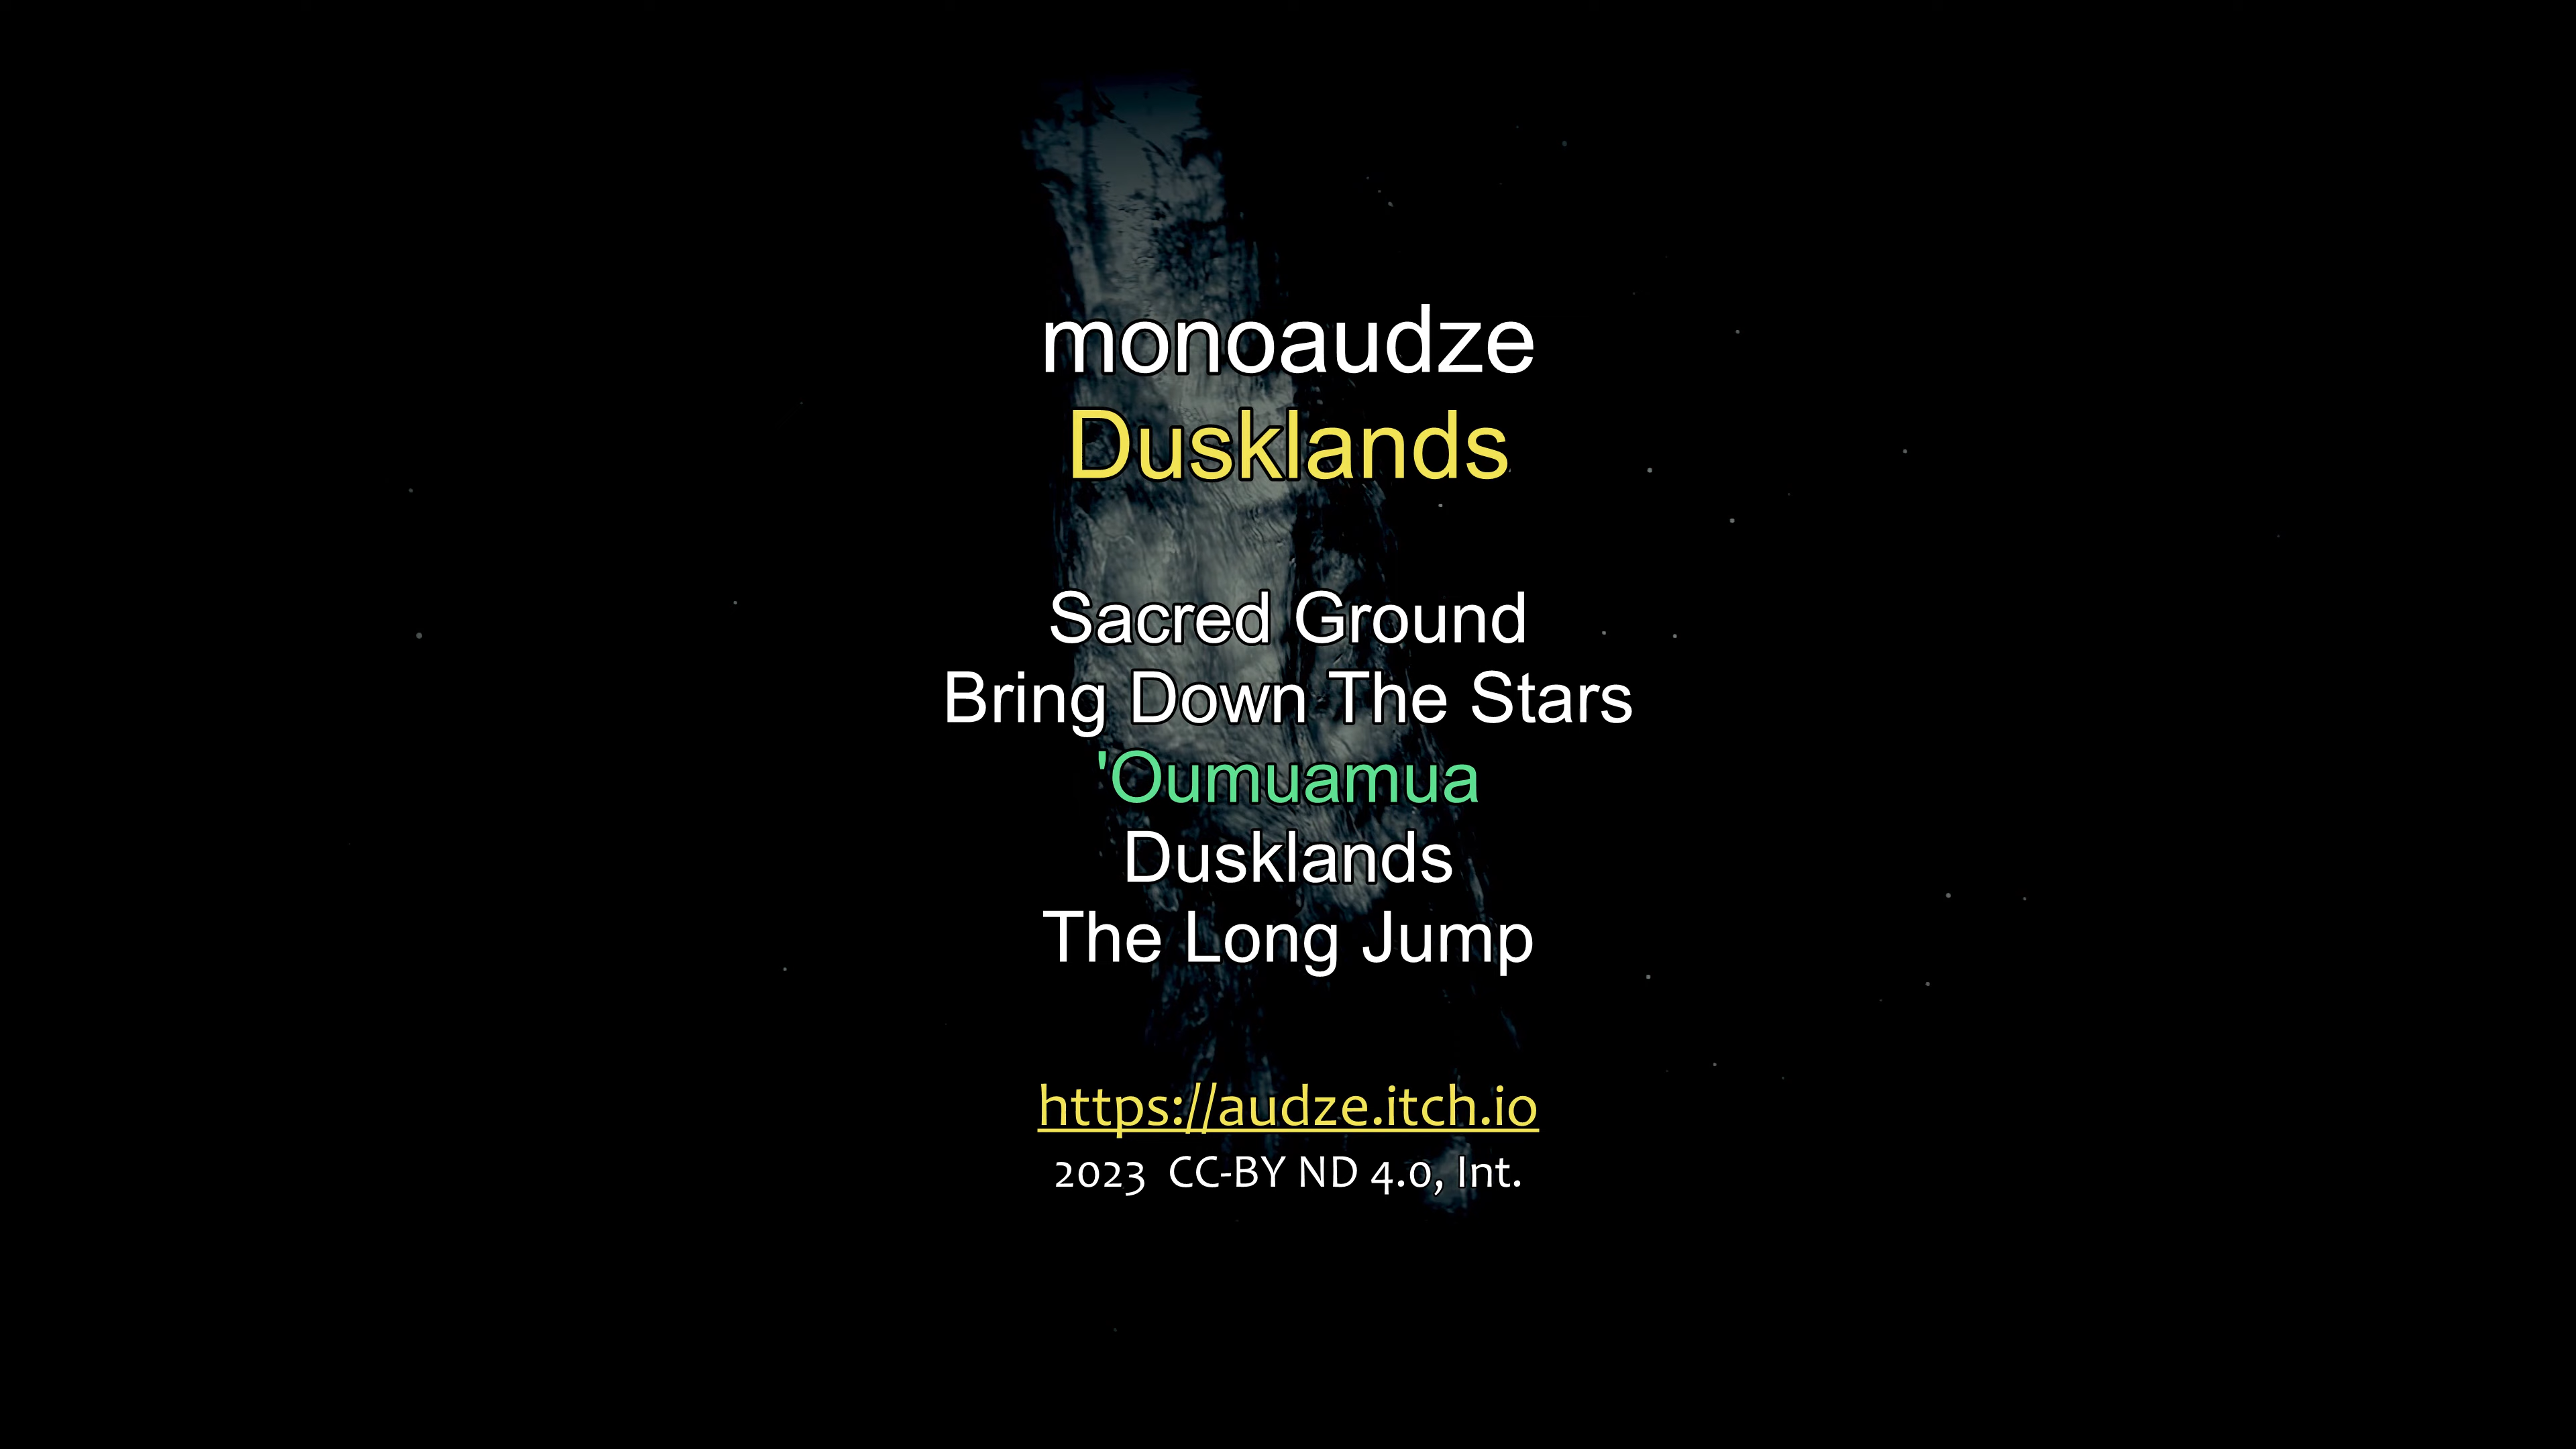 monoaudze
Dusklands
Sacred Ground
Bring Down The Stars
'Oumuamua
Dusklands
The Long Jump
https://audze.itch.io
2023  CC-BY ND 4.0, Int.